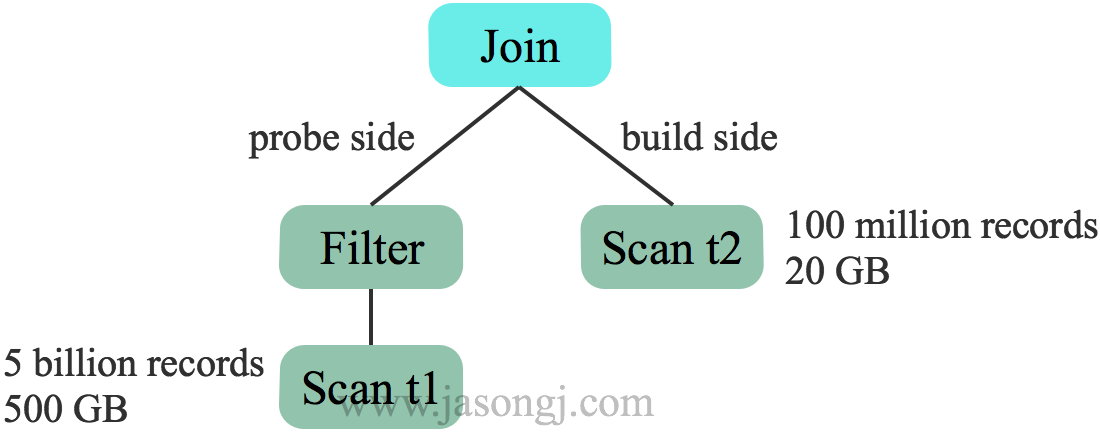 Join
probe side
build side
Filter
Scan t2
100 million records
20 GB
5 billion records
500 GB
Scan t1
www.jasongj.com